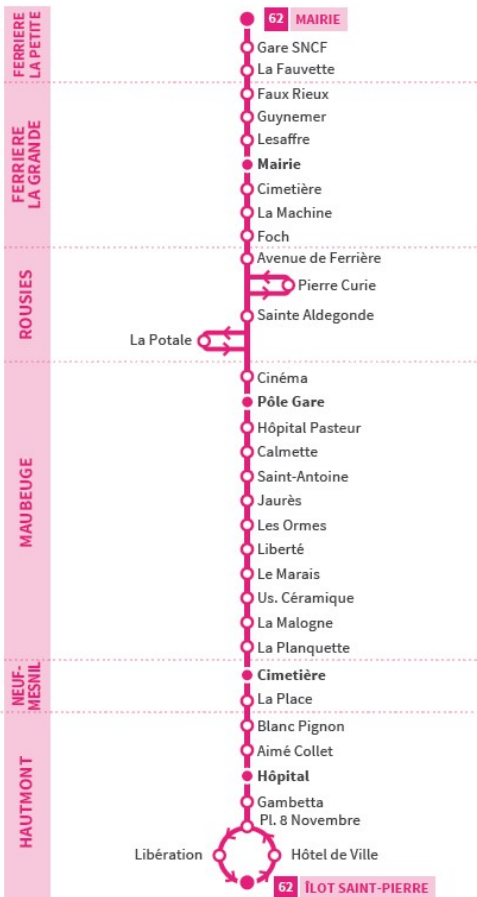 FERRIERE
LA PETITE
62 MAIRIE
Gare SNCF
La Fauvette
FERRIERE
LA GRANDE
Faux Rieux
Guynemer
Lesaffre
Mairie
Cimetière
La Machine
Foch
ROUSIES
Avenue de Ferrière
Pierre Curie
Sainte Aldegonde
La Potale
MAUBEUGE
Cinéma
Pôle Gare
Hôpital Pasteur
Calmette
Saint-Antoine
Jaurès
Les Ormes
Liberté
Le Marais
Us. Céramique
La Malogne
La Planquette
NEUF-
MESNIL
Cimetière
La Place
HAUTMONT
Blanc Pignon
Aimé Collet
Hôpital
Gambetta
Pl. 8 Novembre
Libération
Hôtel de Ville
62 ÎLOT SAINT-PIERRE